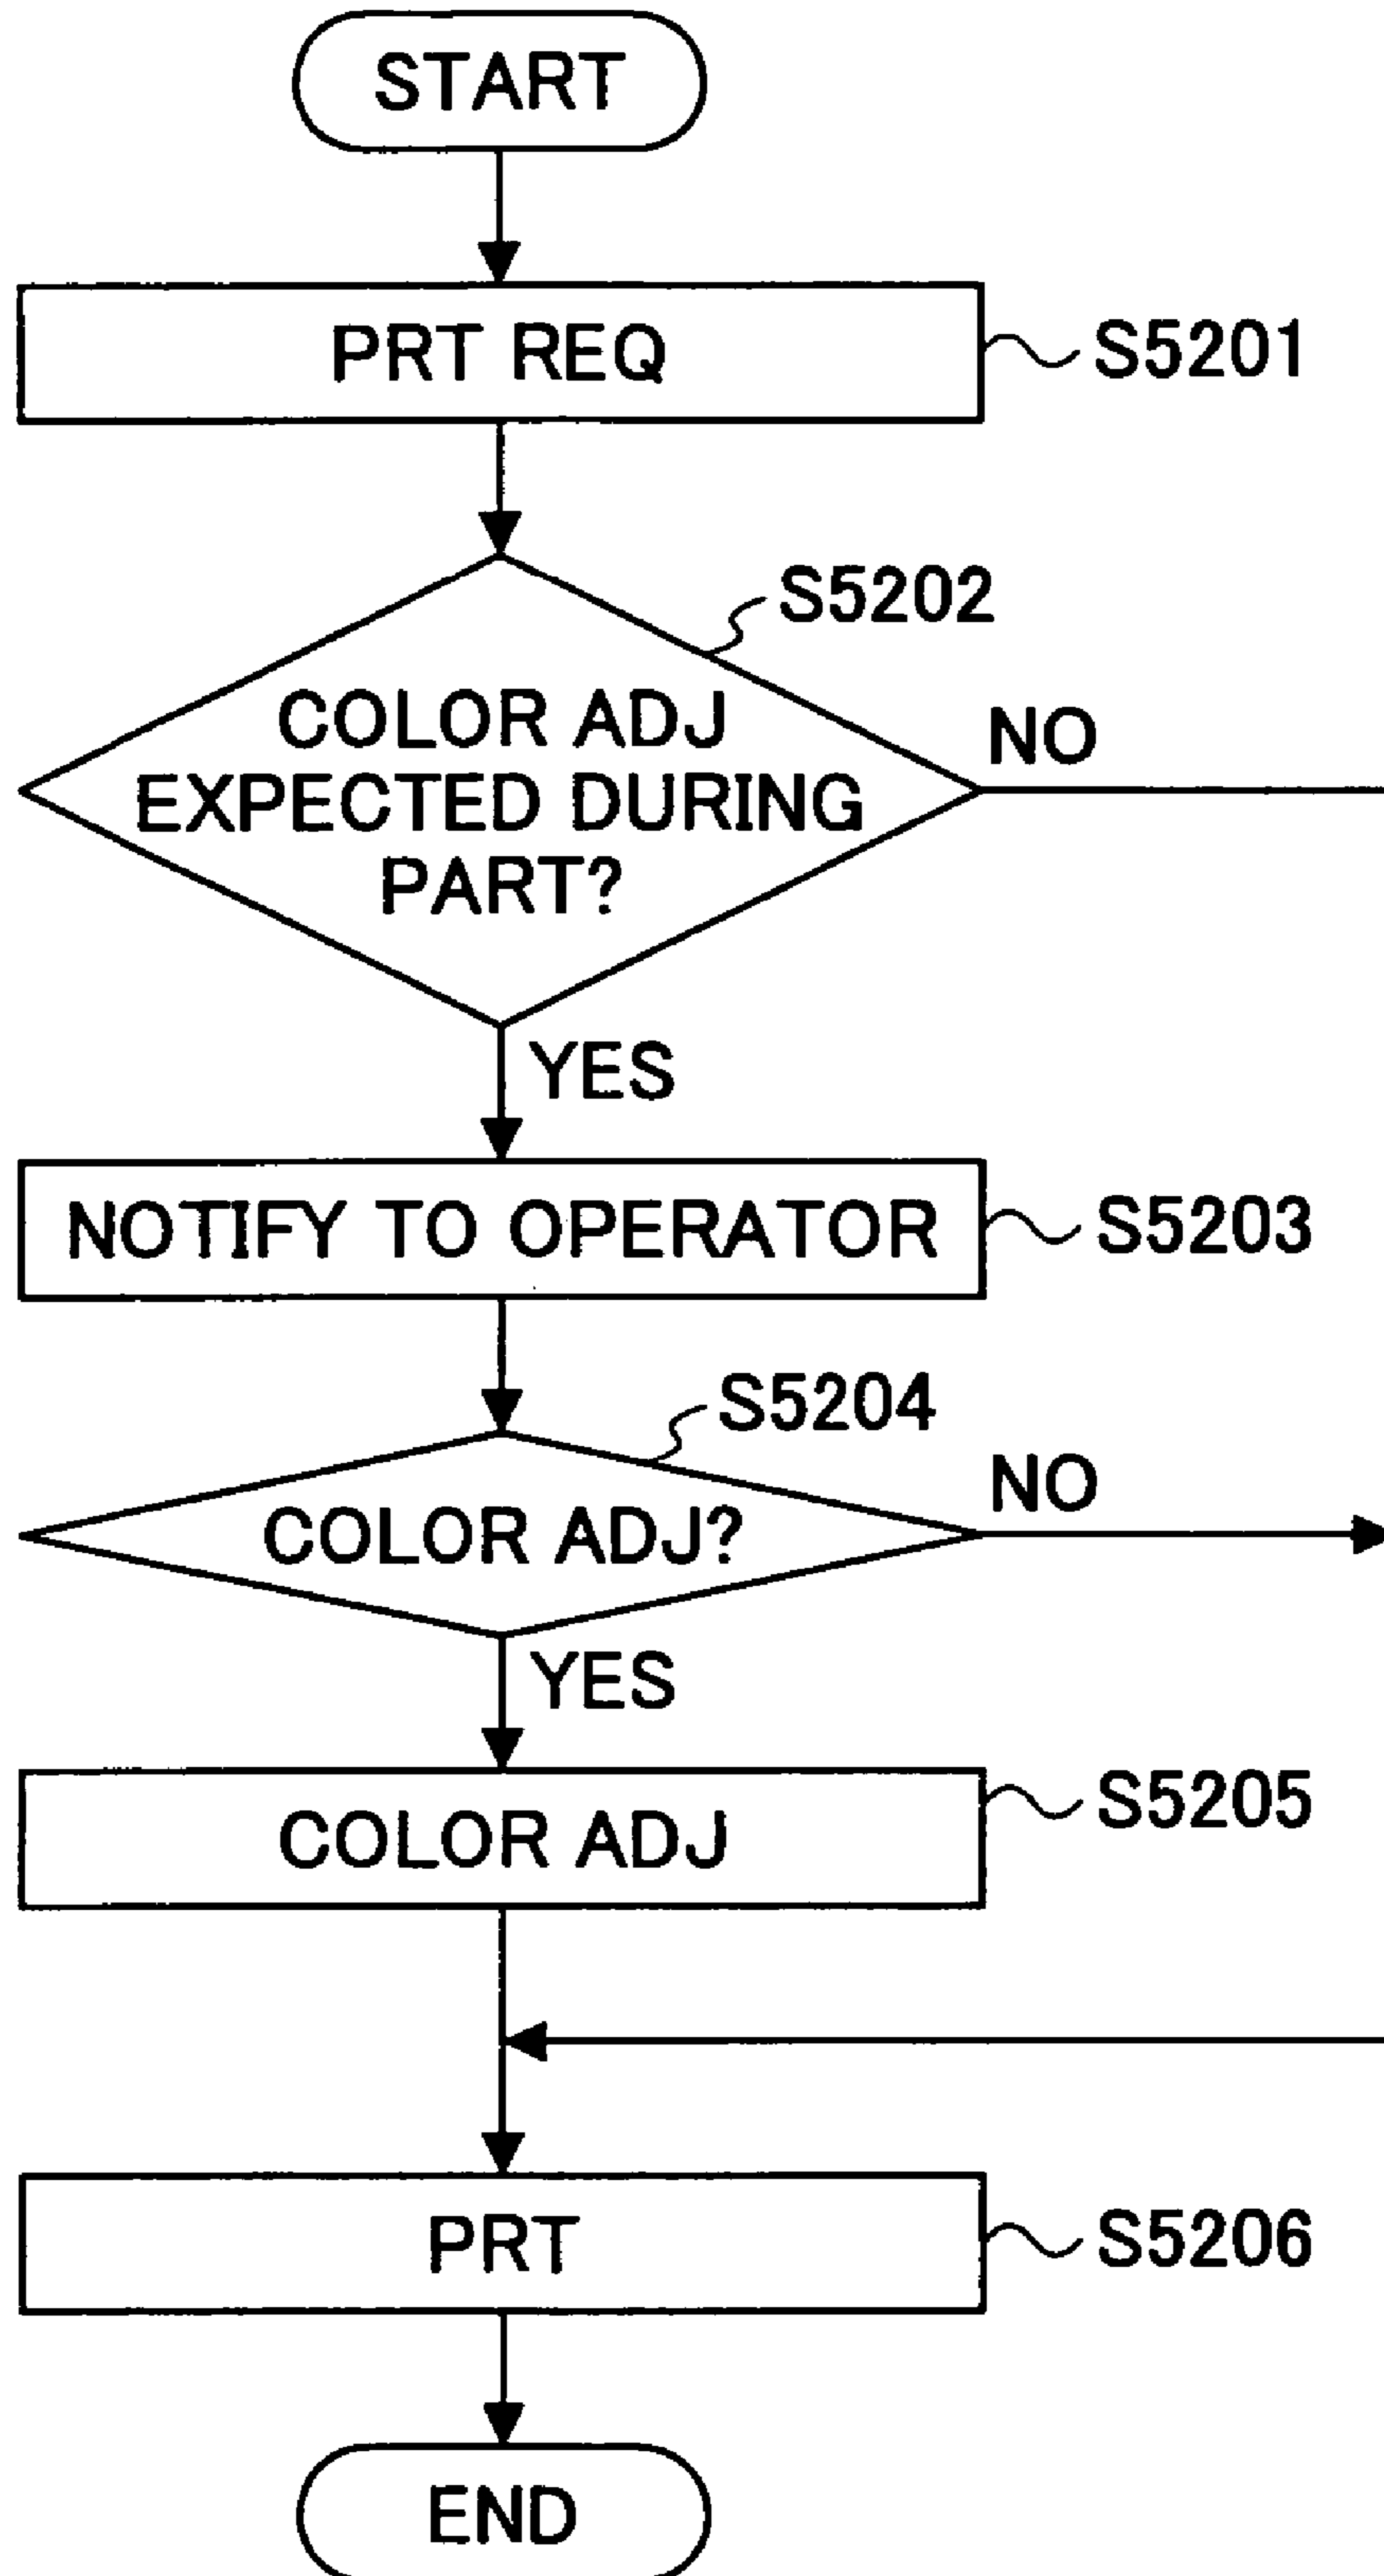 START
PRT REQ
S5201
S5202
COLOR ADJ
EXPECTED DURING
PART?
NO
YES
NOTIFY TO OPERATOR
S5203
S5204
COLOR ADJ?
NO
YES
COLOR ADJ
S5205
PRT
S5206
END